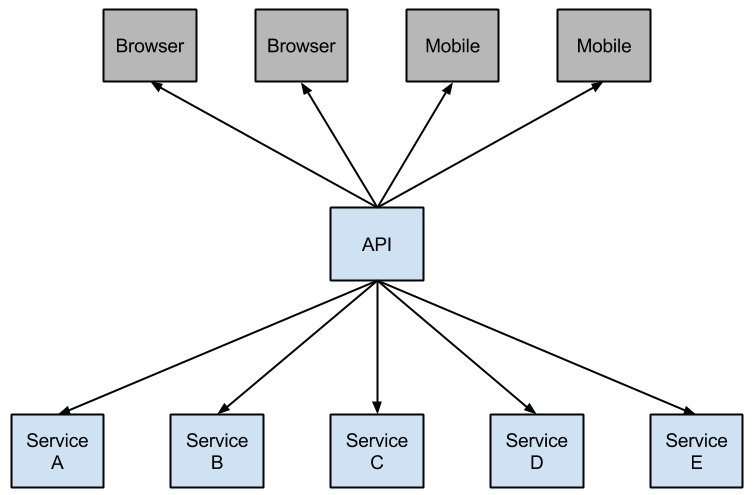 Browser
Browser
Mobile
Mobile
API
Service
A
Service
B
Service
C
Service
D
Service
E